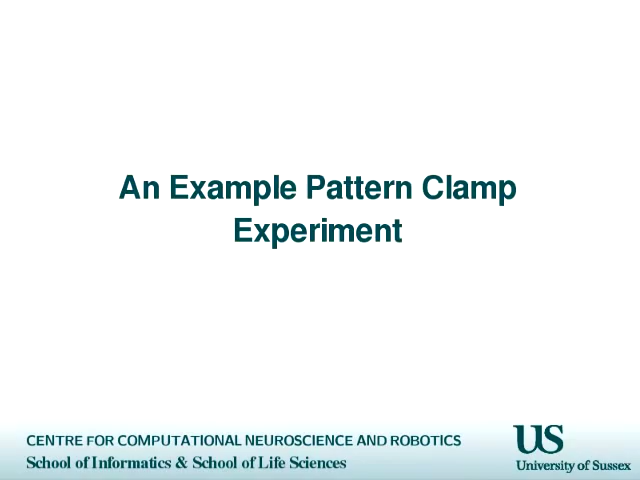 An Example Pattern Clamp
Experiment
CENTRE FOR COMPUTATIONAL NEUROSCIENCE AND ROBOTICS
School of Informatics & School of Life Sciences
US
University of Sussex